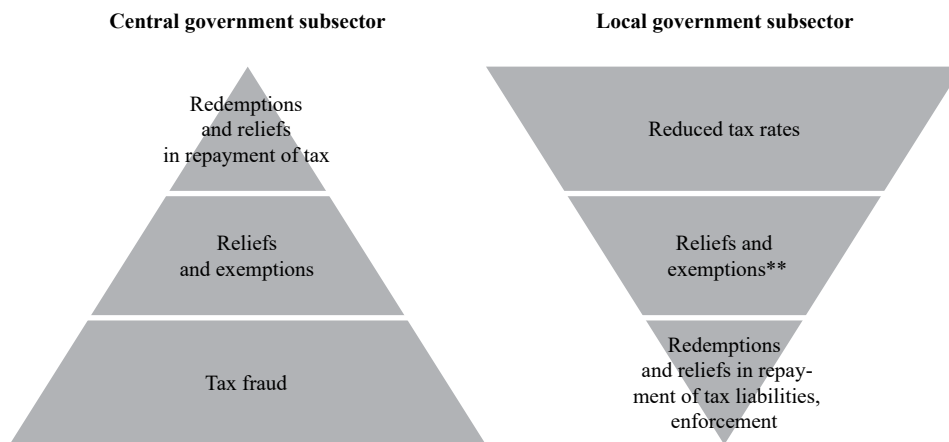 Central government subsector
Redemptions
and reliefs
in repayment of tax
Reliefs
and exemptions
Tax fraud
Local government subsector
Reduced tax rates
Reliefs and
exemptions**
Redemptions
and reliefs in repay-
ment of tax liabilities,
enforcement